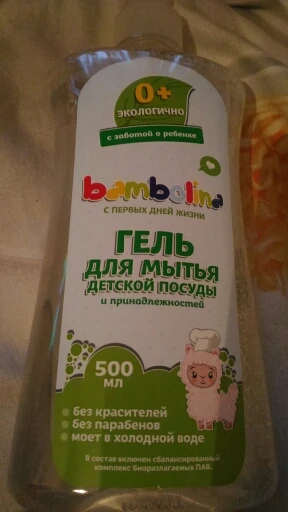 0+
ЭКОЛОГИЧНО
с заботой о ребенке
bambolina
С ПЕРВЫХ ДНЕЙ ЖИЗНИ
ГЕЛЬ
ДЛЯ МЫТЬЯ
ДЕТСКОЙ ПОСУДЫ
и принадлежностей
500
МЛ
без красителей
без парабенов
моет в холодной воде
В состав включен сбалансированный
комплекс биоразлагаемых ПАВ.